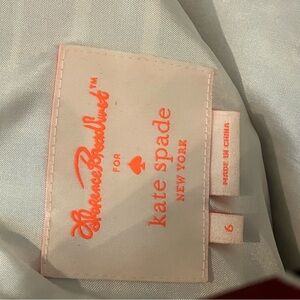 Florence Broadhurst™
FOR
kate spade
NEW YORK
MADE IN CHINA
6